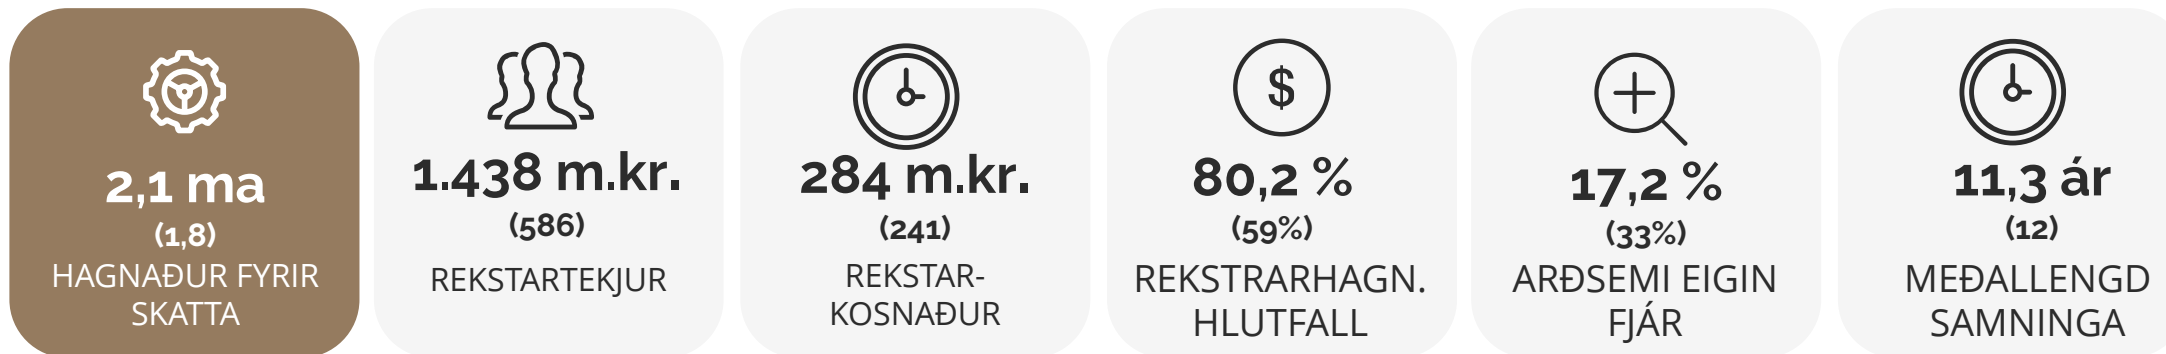 2,1 ma
(1,8)
HAGNAÐUR FYRIR
SKATTA
1.438 m.kr.
(586)
REKSTARTEKJUR
284 m.kr.
(241)
REKSTAR-
KOSNAÐUR
$
80,2 %
(59%)
REKSTRARHAGN.
HLUTFALL
17,2 %
(33%)
ARÐSEMI EIGIN
FJÁR
11,3 ár
(12)
MEÐALLENGD
SAMNINGA